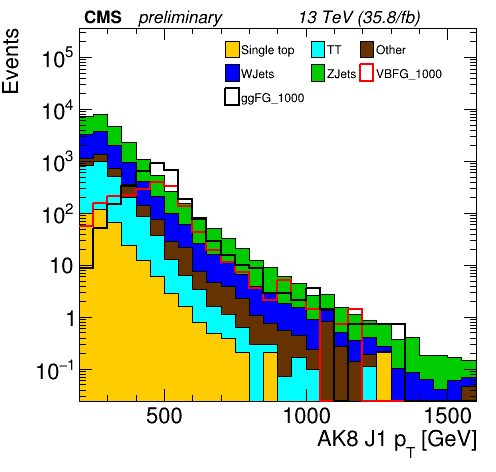 CMS preliminary 13 TeV (35.8/fb)
Events
Single top TT Other
WJets ZJets VBFG_1000
ggFG_1000
10^5
10^4
10^3
10^2
10
1
10^-1
500 1000 1500
AK8 J1 p_T [GeV]